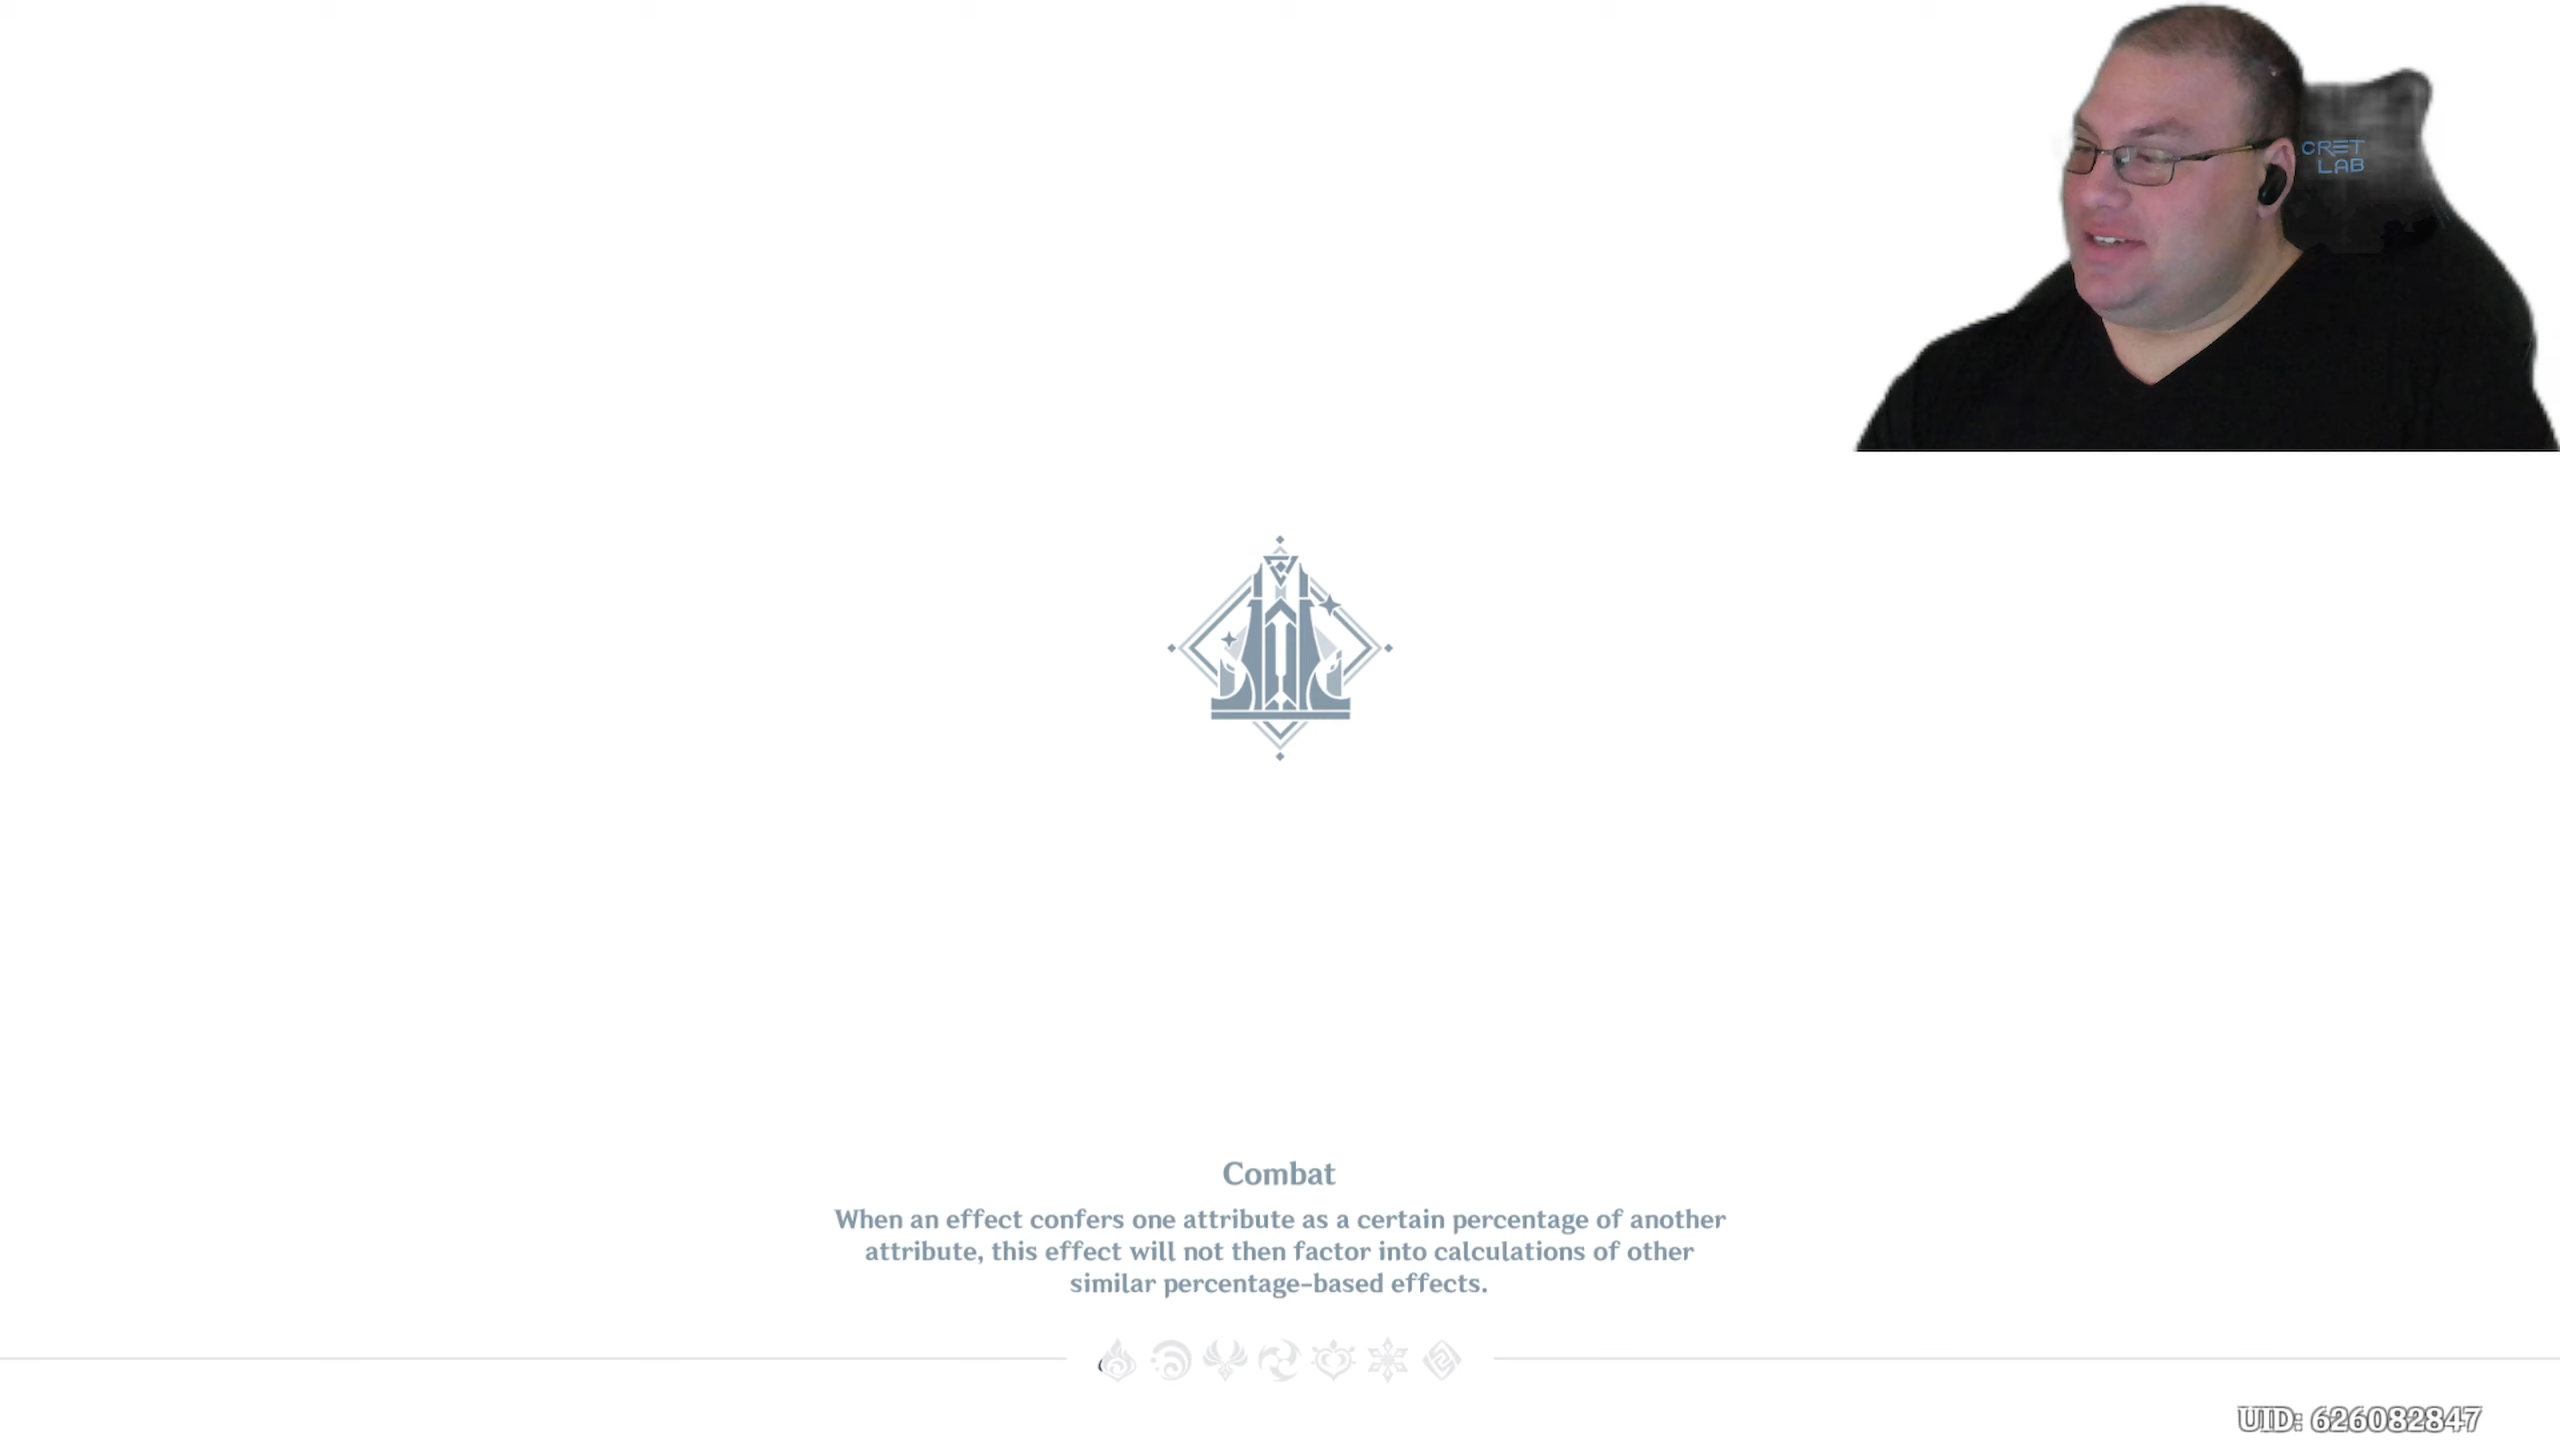 CRET
LAB
Combat
When an effect confers one attribute as a certain percentage of another
attribute, this effect will not then factor into calculations of other
similar percentage-based effects.
UID: 626082847